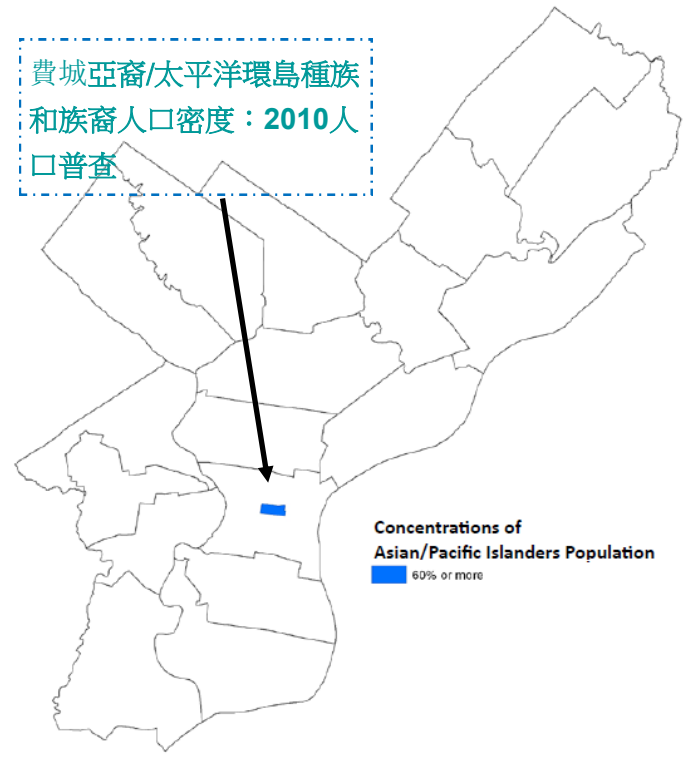 費城亞裔/太平洋環島種族
和族裔人口密度：2010人
口普查
Concentrations of
Asian/Pacific Islanders Population
60% or more